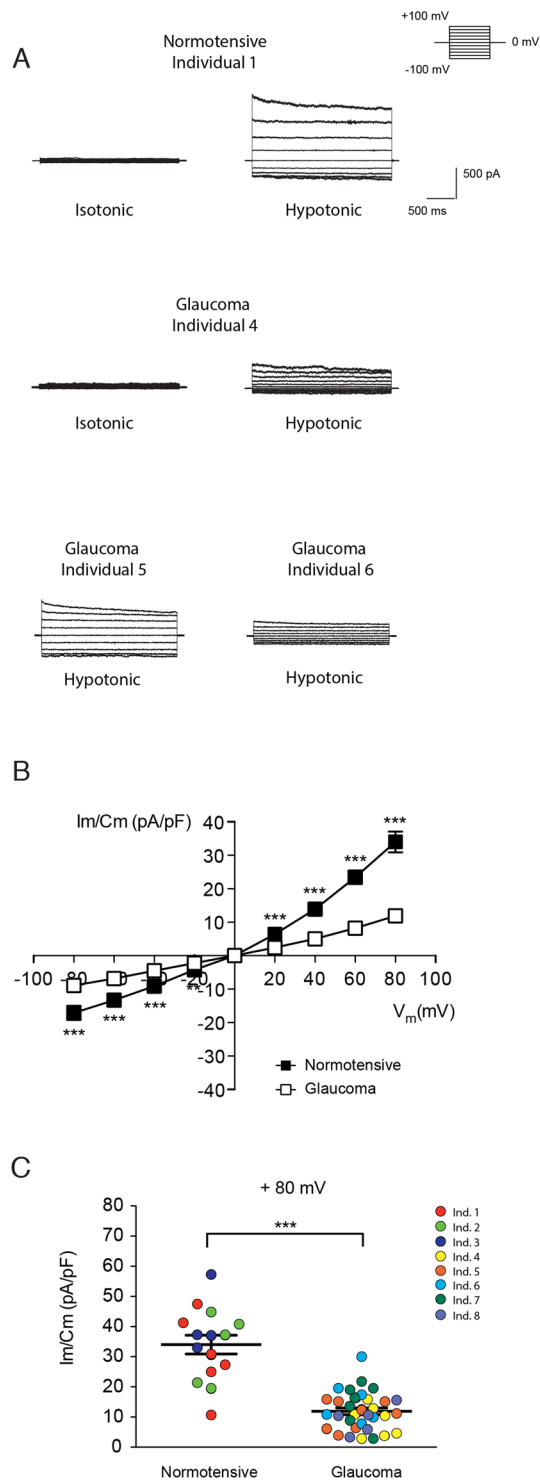 A
Normotensive
Individual 1
+100 mV
0 mV
-100 mV
500 pA
500 ms
Isotonic
Hypotonic
Glaucoma
Individual 4
Isotonic
Hypotonic
Glaucoma
Individual 5
Glaucoma
Individual 6
Hypotonic
Hypotonic
B
Im/Cm (pA/pF)
40
30
20
10
-100 -20 20 40 60 80 100
-10
-20
-30
-40
***
***
***
***
***
***
***
**
Vm(mV)
Normotensive
Glaucoma
C
+ 80 mV
***
Im/Cm (pA/pF)
80
70
60
50
40
30
20
10
0
Normotensive Glaucoma
Ind. 1
Ind. 2
Ind. 3
Ind. 4
Ind. 5
Ind. 6
Ind. 7
Ind. 8